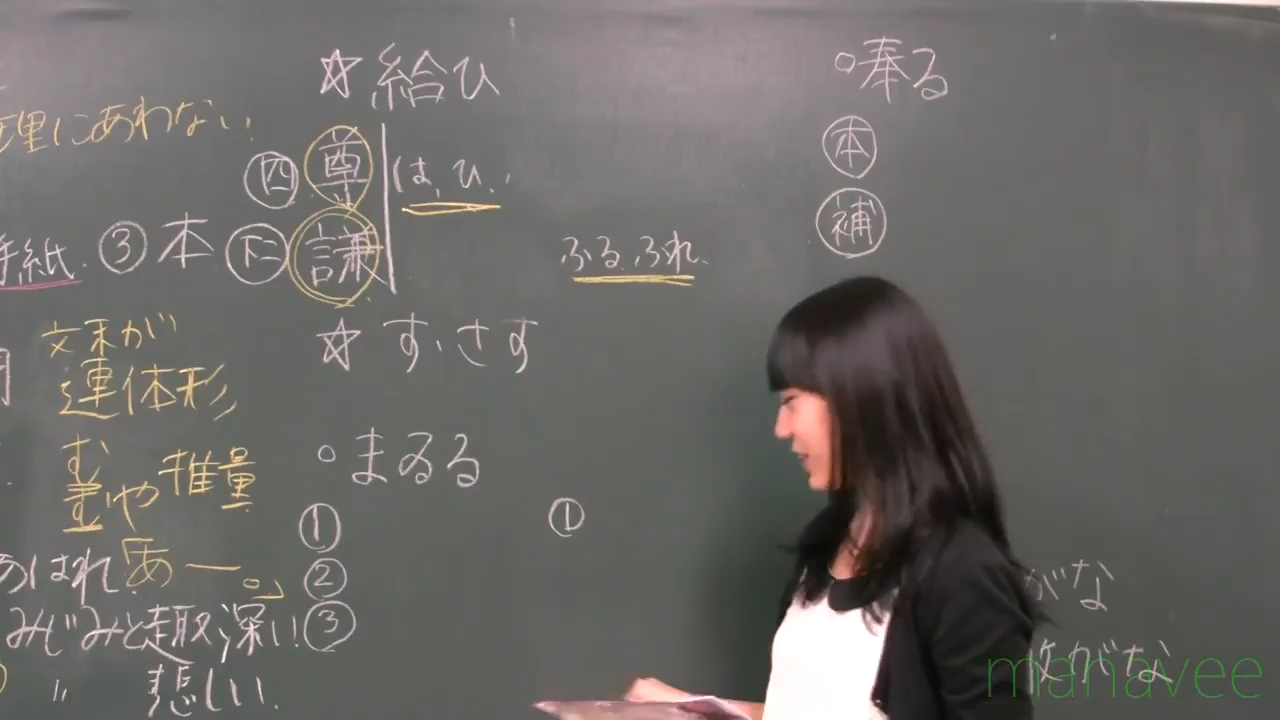 ☆給ひ
理にあわない
四 尊 は、ひ、
手紙 ③本 下二 謙
ふる、ふれ、
☆す、さす
文末が
連体形
む
や推量
○まゐる
①
②
③
①
あはれ「あー。」
みじみと趣深い
〃 悲しい
○奉る
本
補
がな
がな
manavee